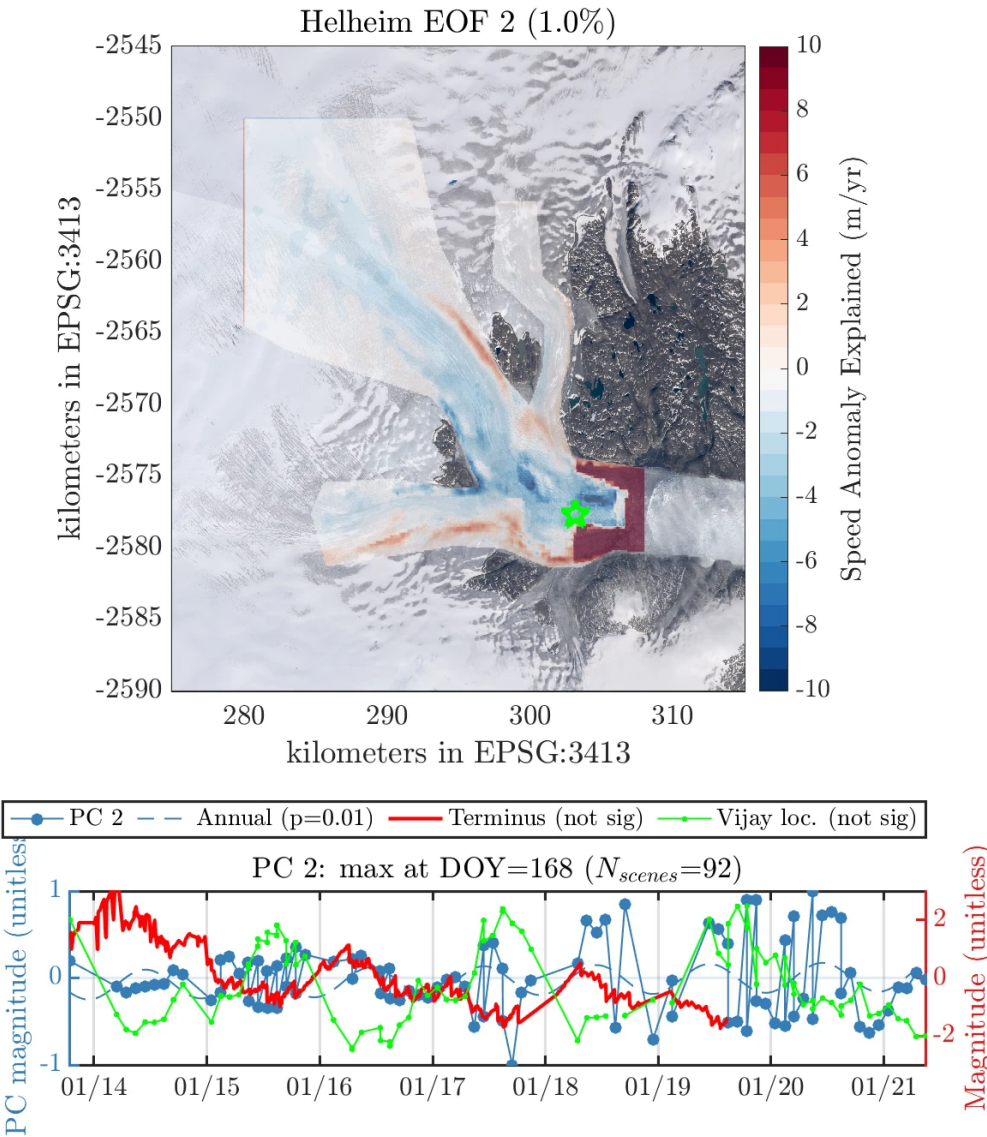 Helheim EOF 2 (1.0%)
-2545
-2550
-2555
-2560
-2565
-2570
-2575
-2580
-2585
-2590
kilometers in EPSG:3413
280 290 300 310
kilometers in EPSG:3413
10
8
6
4
2
0
-2
-4
-6
-8
-10
Speed Anomaly Explained (m/yr)
PC 2 Annual (p=0.01) Terminus (not sig) Vijay loc. (not sig)
PC 2: max at DOY=168 (Nscenes=92)
PC magnitude (unitless
1
0
-1
2
0
-2
Magnitude (unitless)
01/14 01/15 01/16 01/17 01/18 01/19 01/20 01/21